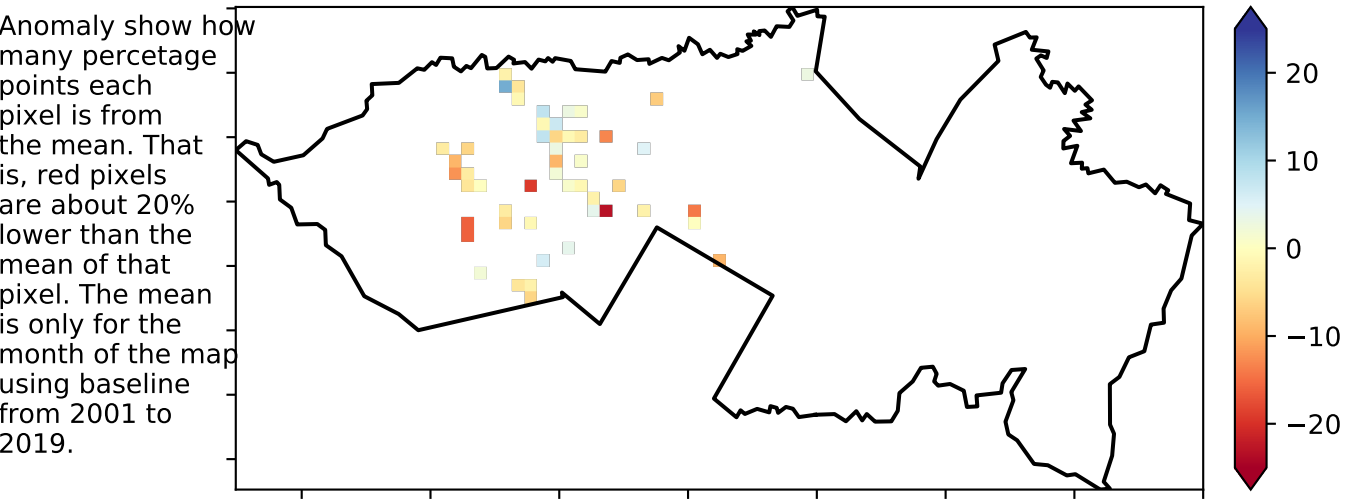 Anomaly show how
many percetage
points each
pixel is from
the mean. That
is, red pixels
are about 20%
lower than the
mean of that
pixel. The mean
is only for the
month of the map
using baseline
from 2001 to
2019.
20
10
0
−10
−20